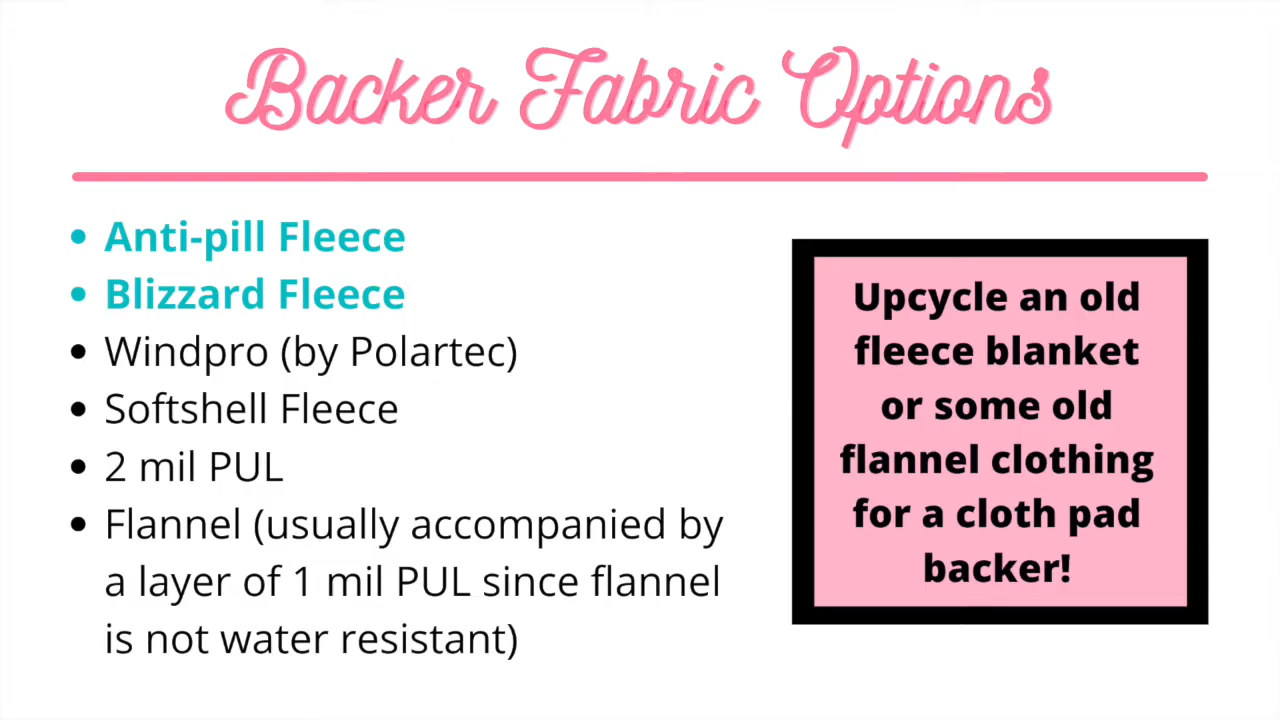 Backer Fabric Options
• Anti-pill Fleece
• Blizzard Fleece
• Windpro (by Polartec)
• Softshell Fleece
• 2 mil PUL
• Flannel (usually accompanied by
a layer of 1 mil PUL since flannel
is not water resistant)
Upcycle an old
fleece blanket
or some old
flannel clothing
for a cloth pad
backer!